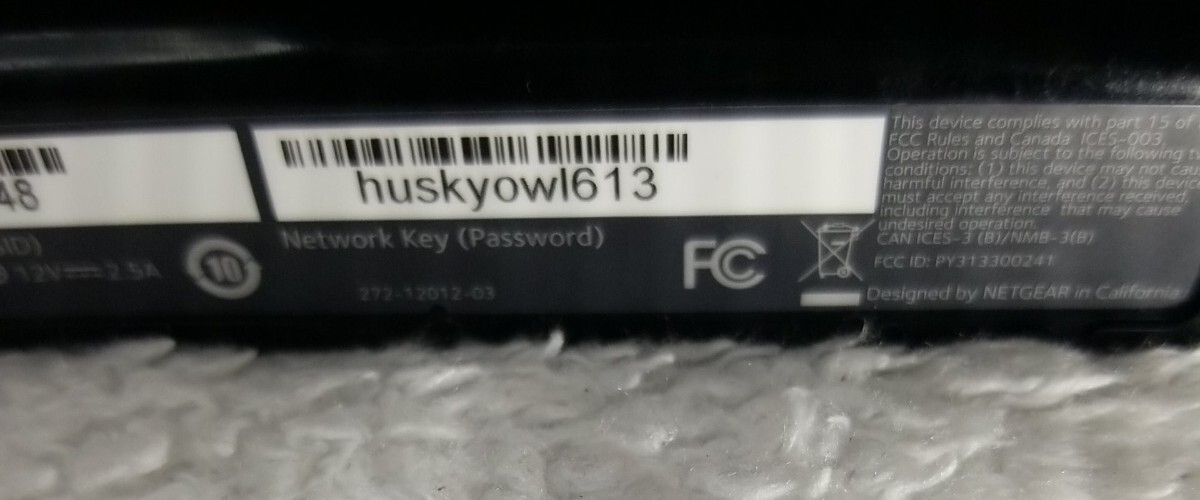 48
huskyowl613
SID)
Network Key (Password)
12V 2.5A
10
FC
272-12012-03
This device complies with part 15 of
FCC Rules and Canada ICES-003.
Operation is subject to the following
conditions: (1) this device may not
harmful interference, and (2) this
must accept any interference received,
including interference that may cause
undesired operation.
CAN ICES-3 (B)/NMB-3(B)
FCC ID: PY313300241
Designed by NETGEAR in California